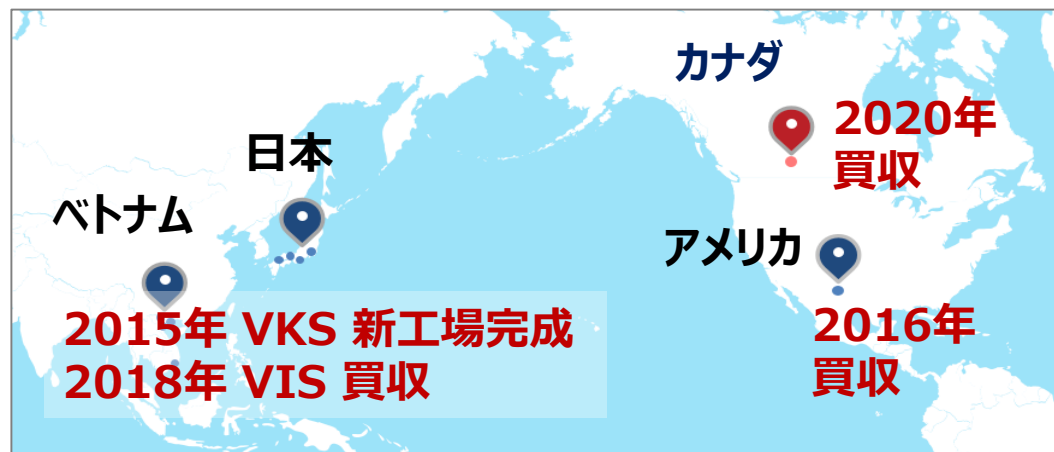 カナダ
2020年
買収
日本
ベトナム
アメリカ
2015年 VKS 新工場完成
2018年 VIS 買収
2016年
買収